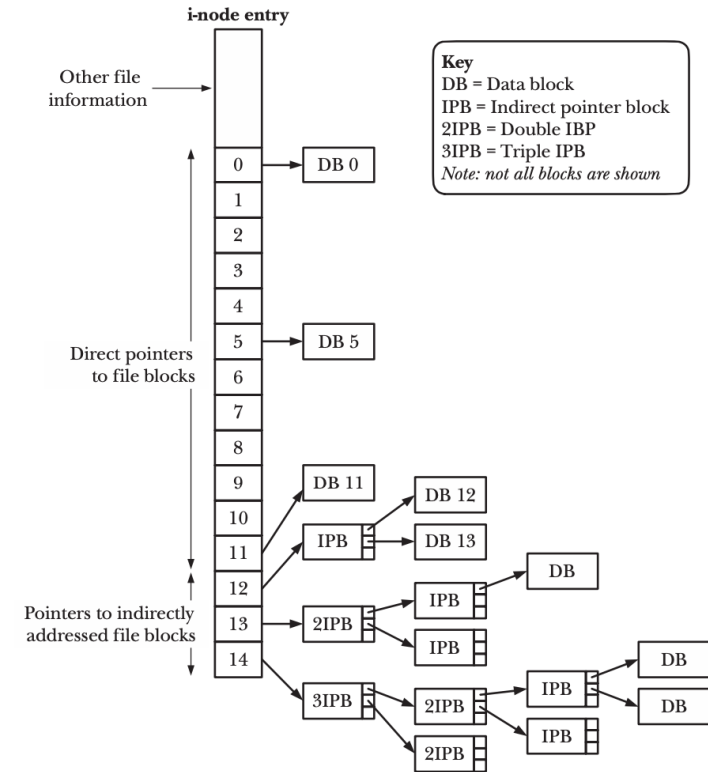 i-node entry
Other file
information
Key
DB = Data block
IPB = Indirect pointer block
2IPB = Double IBP
3IPB = Triple IPB
Note: not all blocks are shown
0
DB 0
1
2
3
4
5
DB 5
Direct pointers
to file blocks
6
7
8
9
DB 11
DB 12
10
11
IPB
DB 13
12
DB
Pointers to indirectly
addressed file blocks
13
2IPB
IPB
IPB
14
3IPB
2IPB
IPB
DB
DB
2IPB
IPB